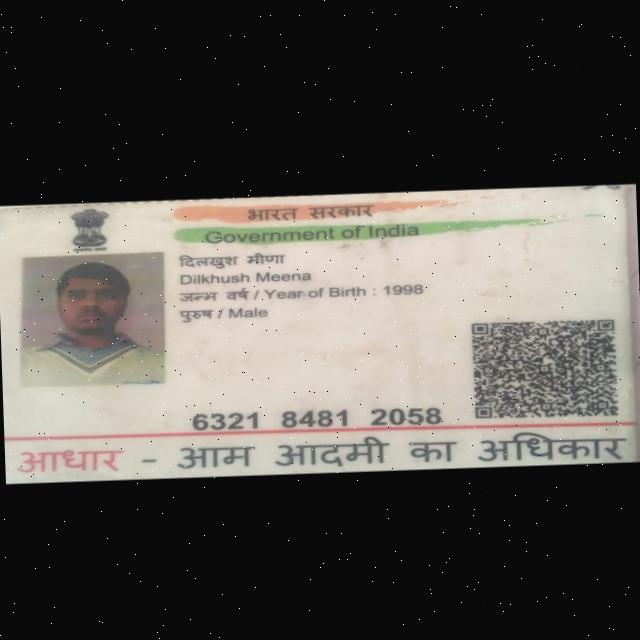 भारत सरकार
Government of India
दिलखुश मीणा
Dilkhush Meena
जन्म वर्ष / Year of Birth : 1998
पुरुष / Male
6321 8481 2058
आधार - आम आदमी का अधिकार